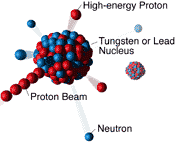 High-energy Proton
Tungsten or Lead
Nucleus
Proton Beam
Neutron